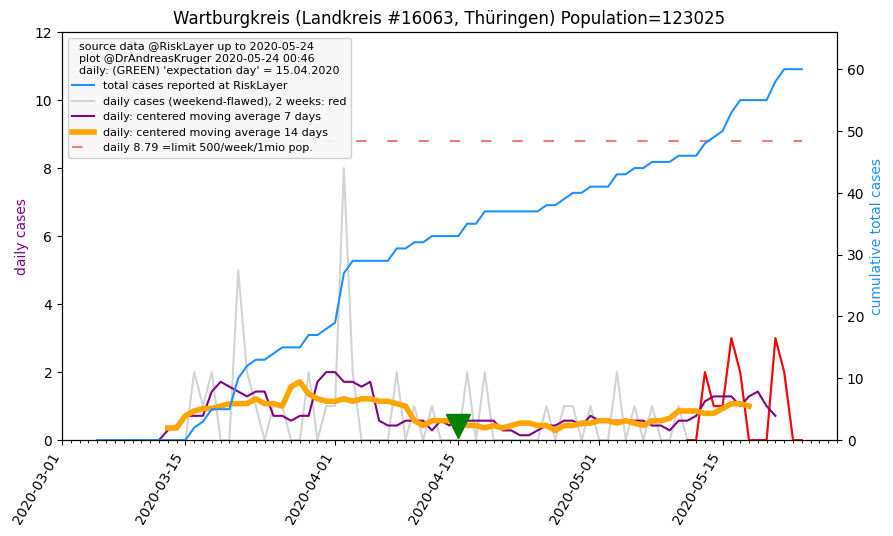 Wartburgkreis (Landkreis #16063, Thüringen) Population=123025
source data @RiskLayer up to 2020-05-24
plot @DrAndreasKruger 2020-05-24 00:46
daily: (GREEN) 'expectation day' = 15.04.2020
total cases reported at RiskLayer
daily cases (weekend-flawed), 2 weeks: red
daily: centered moving average 7 days
daily: centered moving average 14 days
daily 8.79 =limit 500/week/1mio pop.
daily cases
12
10
8
6
4
2
0
cumulative total cases
60
50
40
30
20
10
0
2020-03-01
2020-03-15
2020-04-01
2020-04-15
2020-05-01
2020-05-15